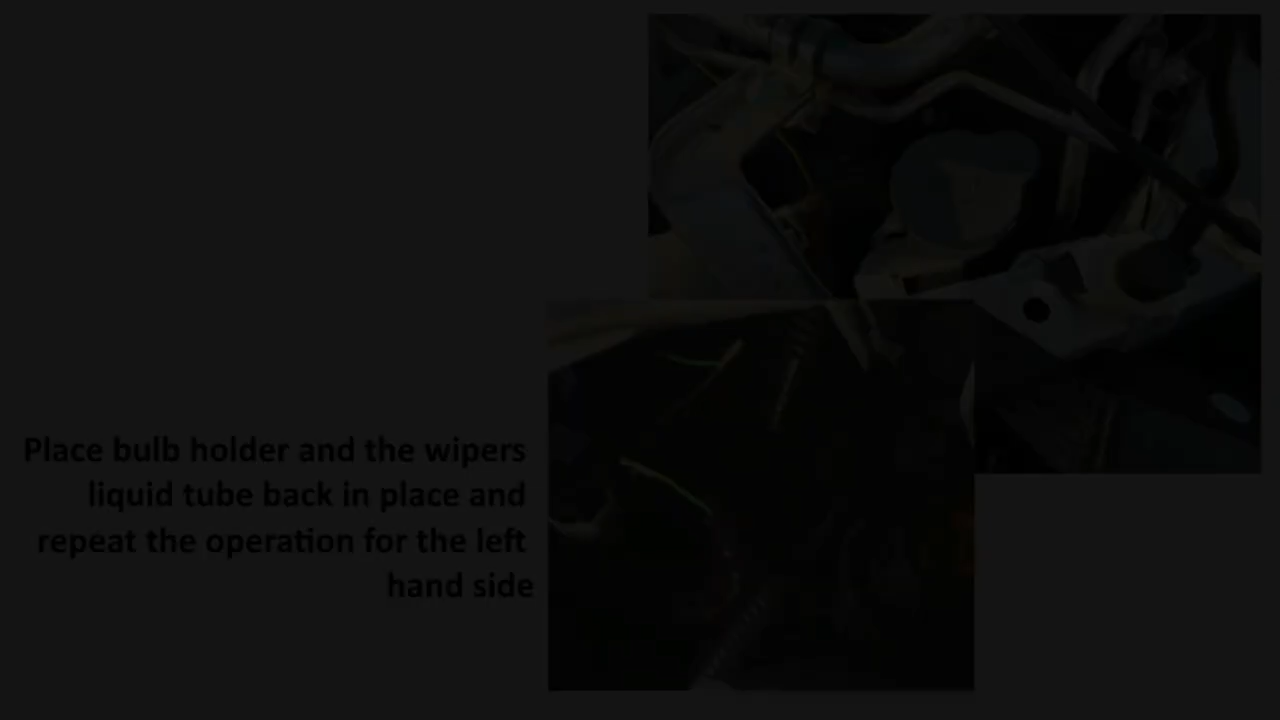 Place bulb holder and the wipers
liquid tube back in place and
repeat the operation for the left
hand side